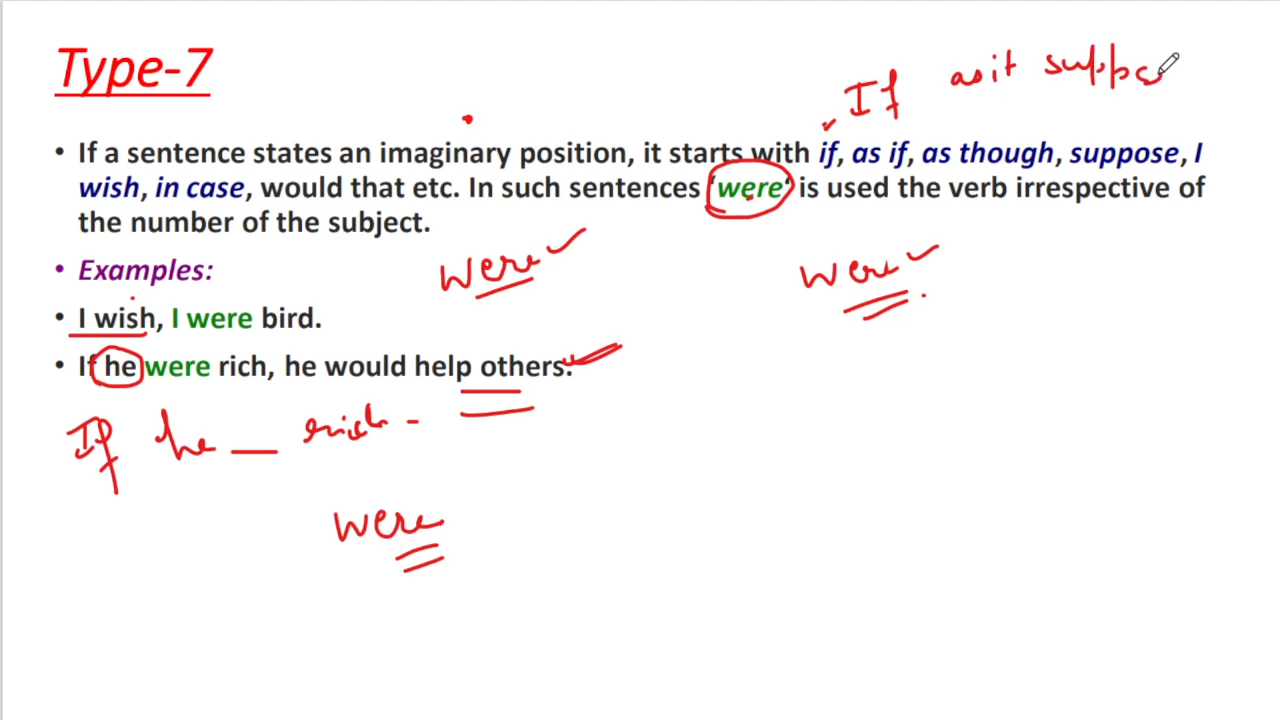 Type-7
If as if suppos
• If a sentence states an imaginary position, it starts with if, as if, as though, suppose, I
wish, in case, would that etc. In such sentences ‘were‘ is used the verb irrespective of
the number of the subject.
• Examples:
were were
• I wish, I were bird.
• If he were rich, he would help others.
If he _ rich -
were